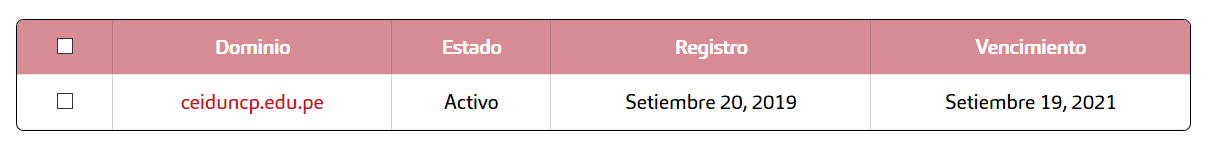 Dominio Estado Registro Vencimiento
ceiduncp.edu.pe Activo Setiembre 20, 2019 Setiembre 19, 2021